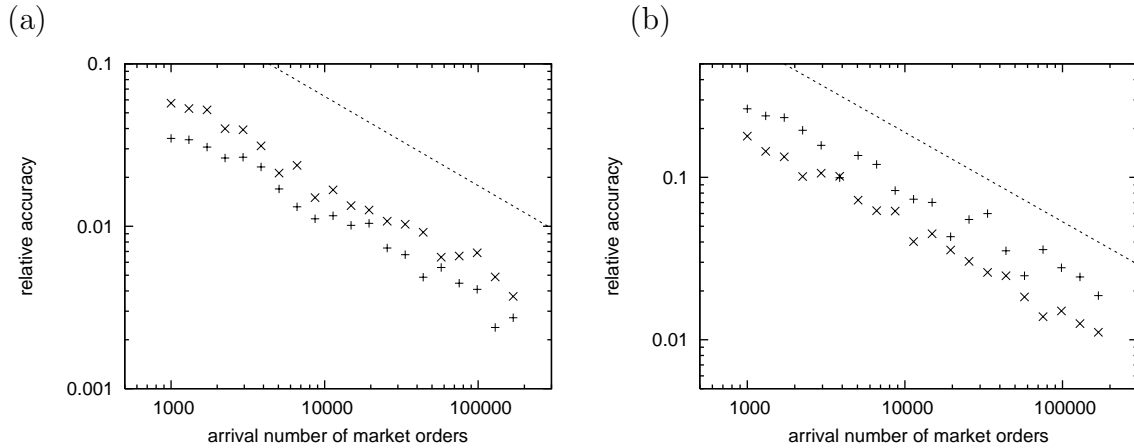 (a)
0.1
0.01
0.001
1000 10000 100000
relative accuracy
arrival number of market orders
(b)
0.1
0.01
1000 10000 100000
relative accuracy
arrival number of market orders